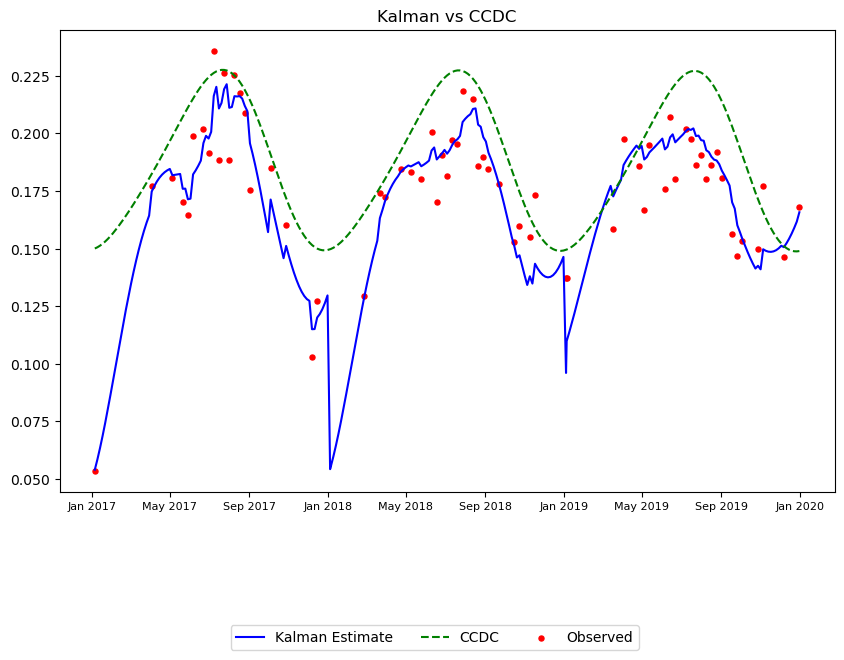 Kalman vs CCDC
0.225
0.200
0.175
0.150
0.125
0.100
0.075
0.050
Jan 2017 May 2017 Sep 2017 Jan 2018 May 2018 Sep 2018 Jan 2019 May 2019 Sep 2019 Jan 2020
Kalman Estimate CCDC Observed